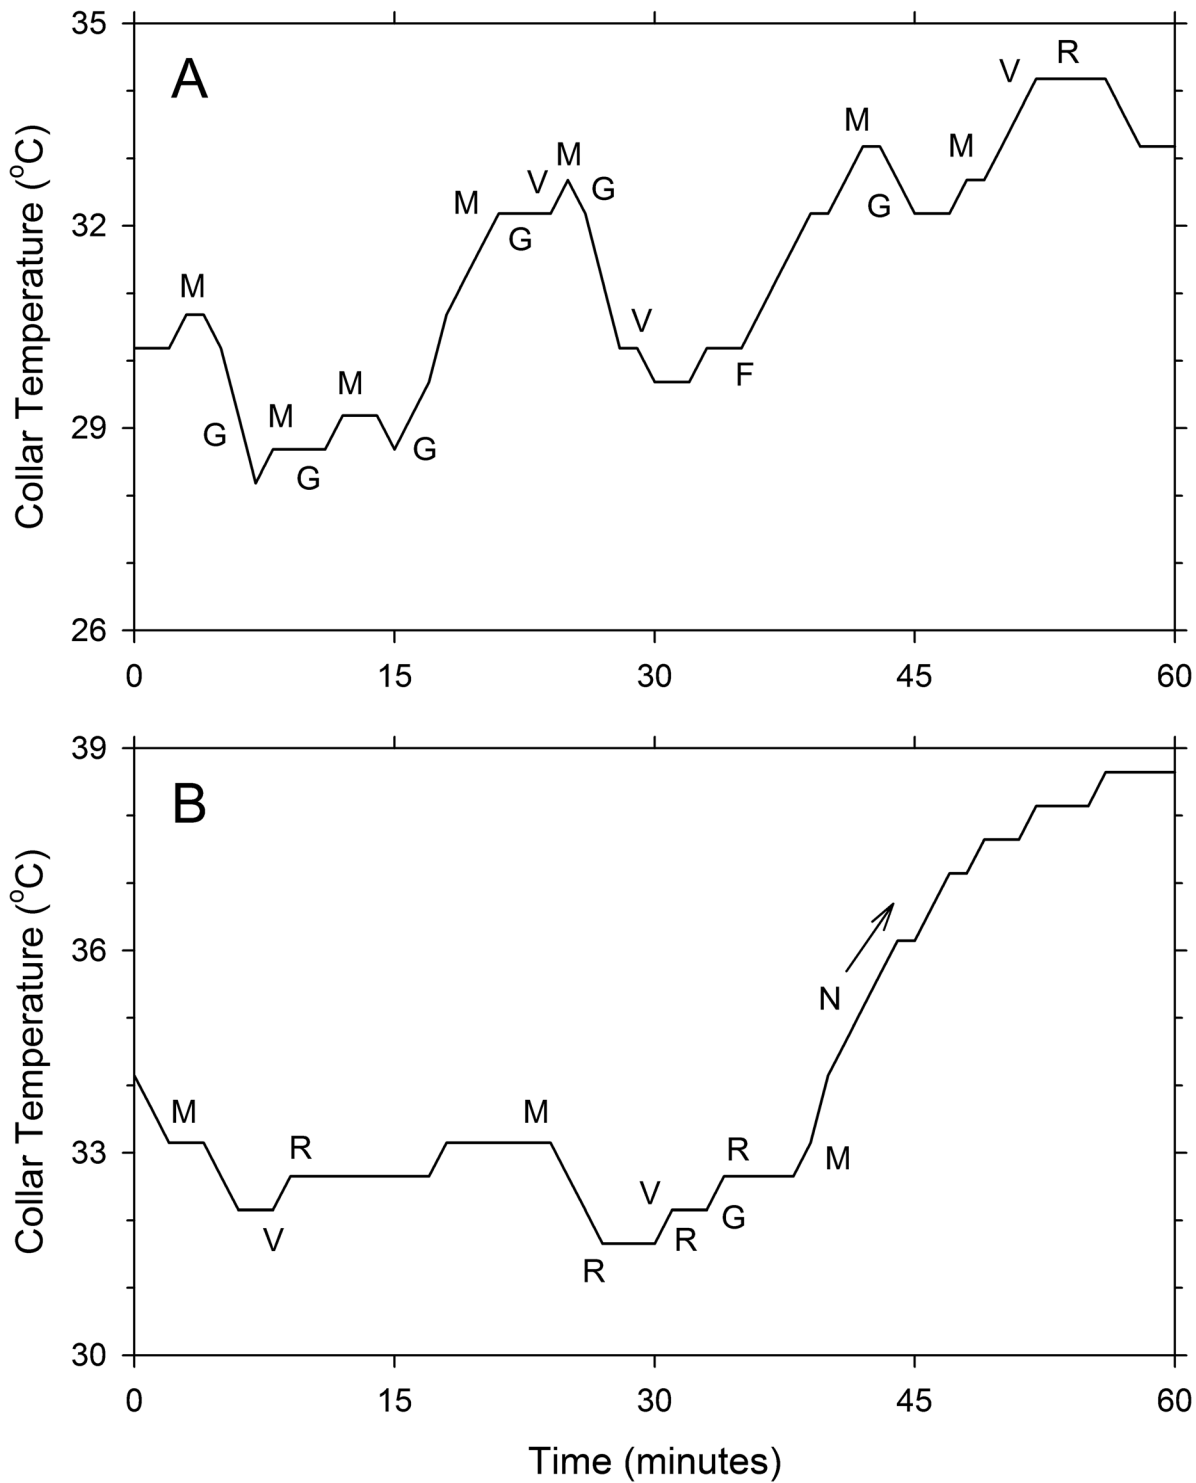 35
A
V R
M
M
M
V M G
M
G G
32
M
V
F
M
M
29
G M
G G
26
0 15 30 45 60
Collar Temperature (°C)
39
B
36
N
M M
33
R
V
R
V
G
R
R
M
30
0 15 30 45 60
Collar Temperature (°C)
Time (minutes)